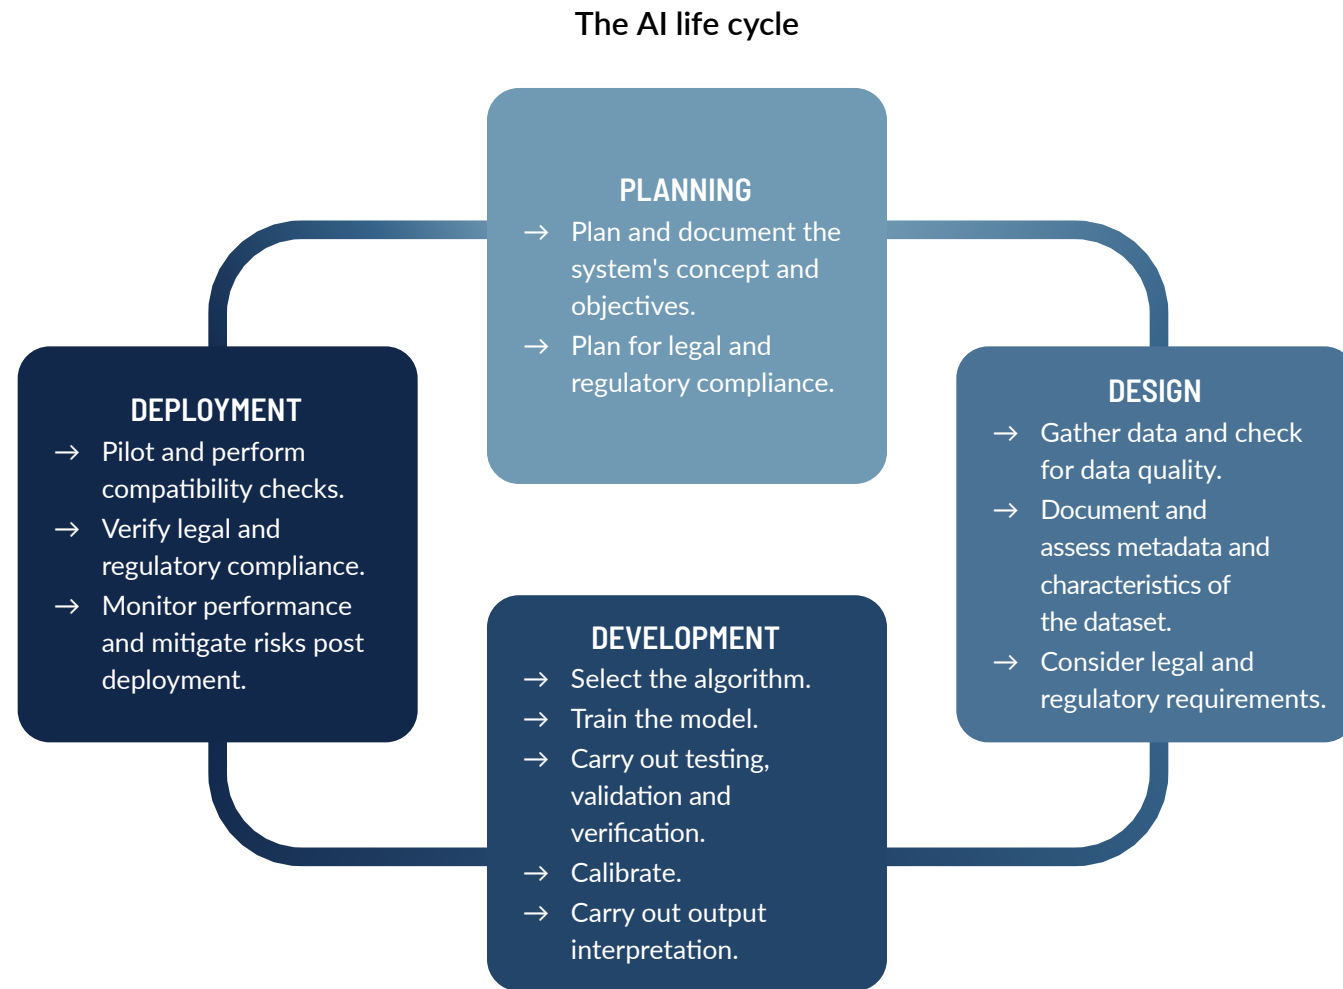 The AI life cycle
PLANNING
→ Plan and document the
system's concept and
objectives.
→ Plan for legal and
regulatory compliance.
DESIGN
→ Gather data and check
for data quality.
→ Document and
assess metadata and
characteristics of
the dataset.
→ Consider legal and
regulatory requirements.
DEVELOPMENT
→ Select the algorithm.
→ Train the model.
→ Carry out testing,
validation and
verification.
→ Calibrate.
→ Carry out output
interpretation.
DEPLOYMENT
→ Pilot and perform
compatibility checks.
→ Verify legal and
regulatory compliance.
→ Monitor performance
and mitigate risks post
deployment.